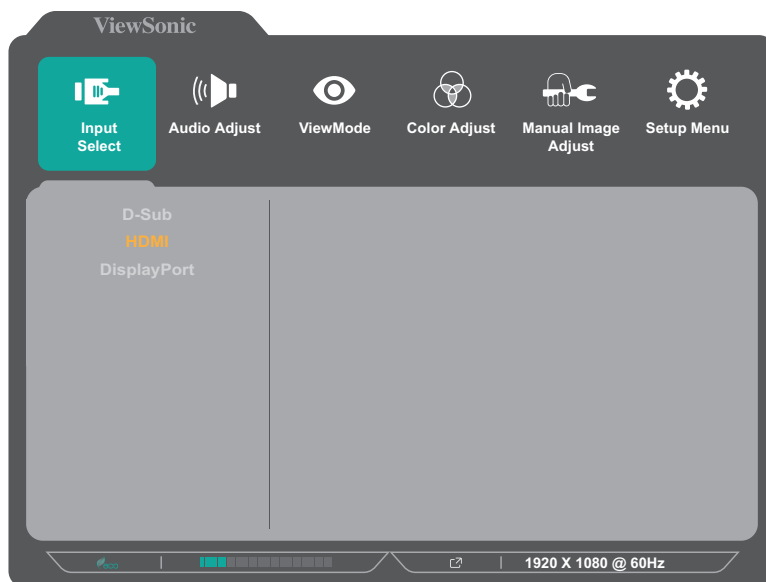 ViewSonic
Input
Select
Audio Adjust
ViewMode
Color Adjust
Manual Image
Adjust
Setup Menu
D-Sub
HDMI
DisplayPort
eco
1920 X 1080 @ 60Hz